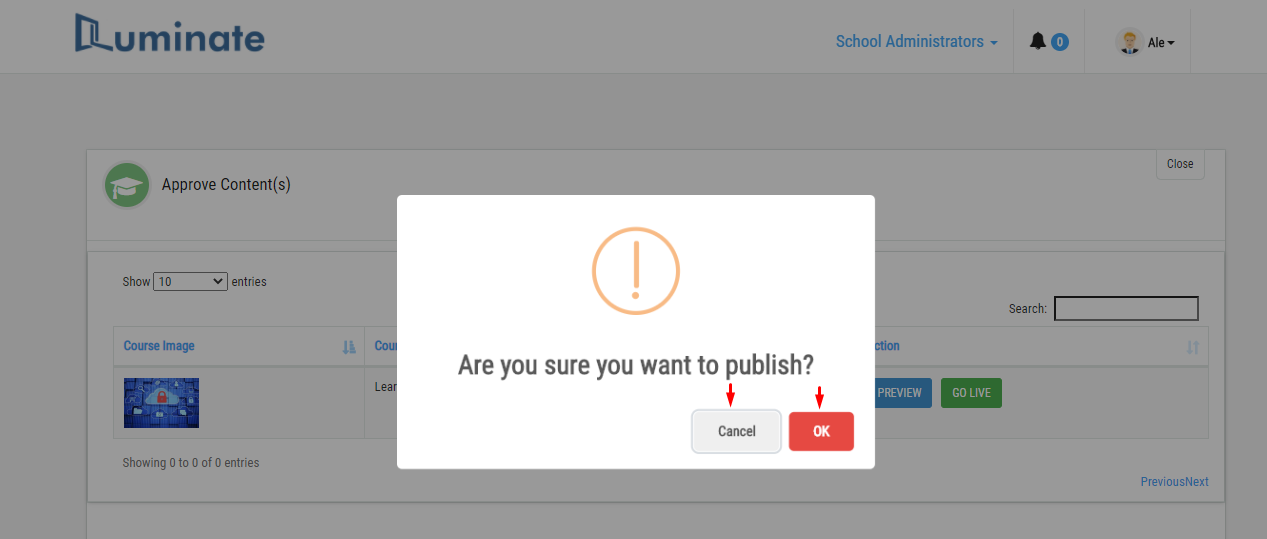 Luminate
School Administrators
0
Ale
Approve Content(s)
Close
Show 10 entries
Search:
Course Image
Cou
ction
Lear
PREVIEW
GO LIVE
Showing 0 to 0 of 0 entries
PreviousNext
Are you sure you want to publish?
Cancel
OK